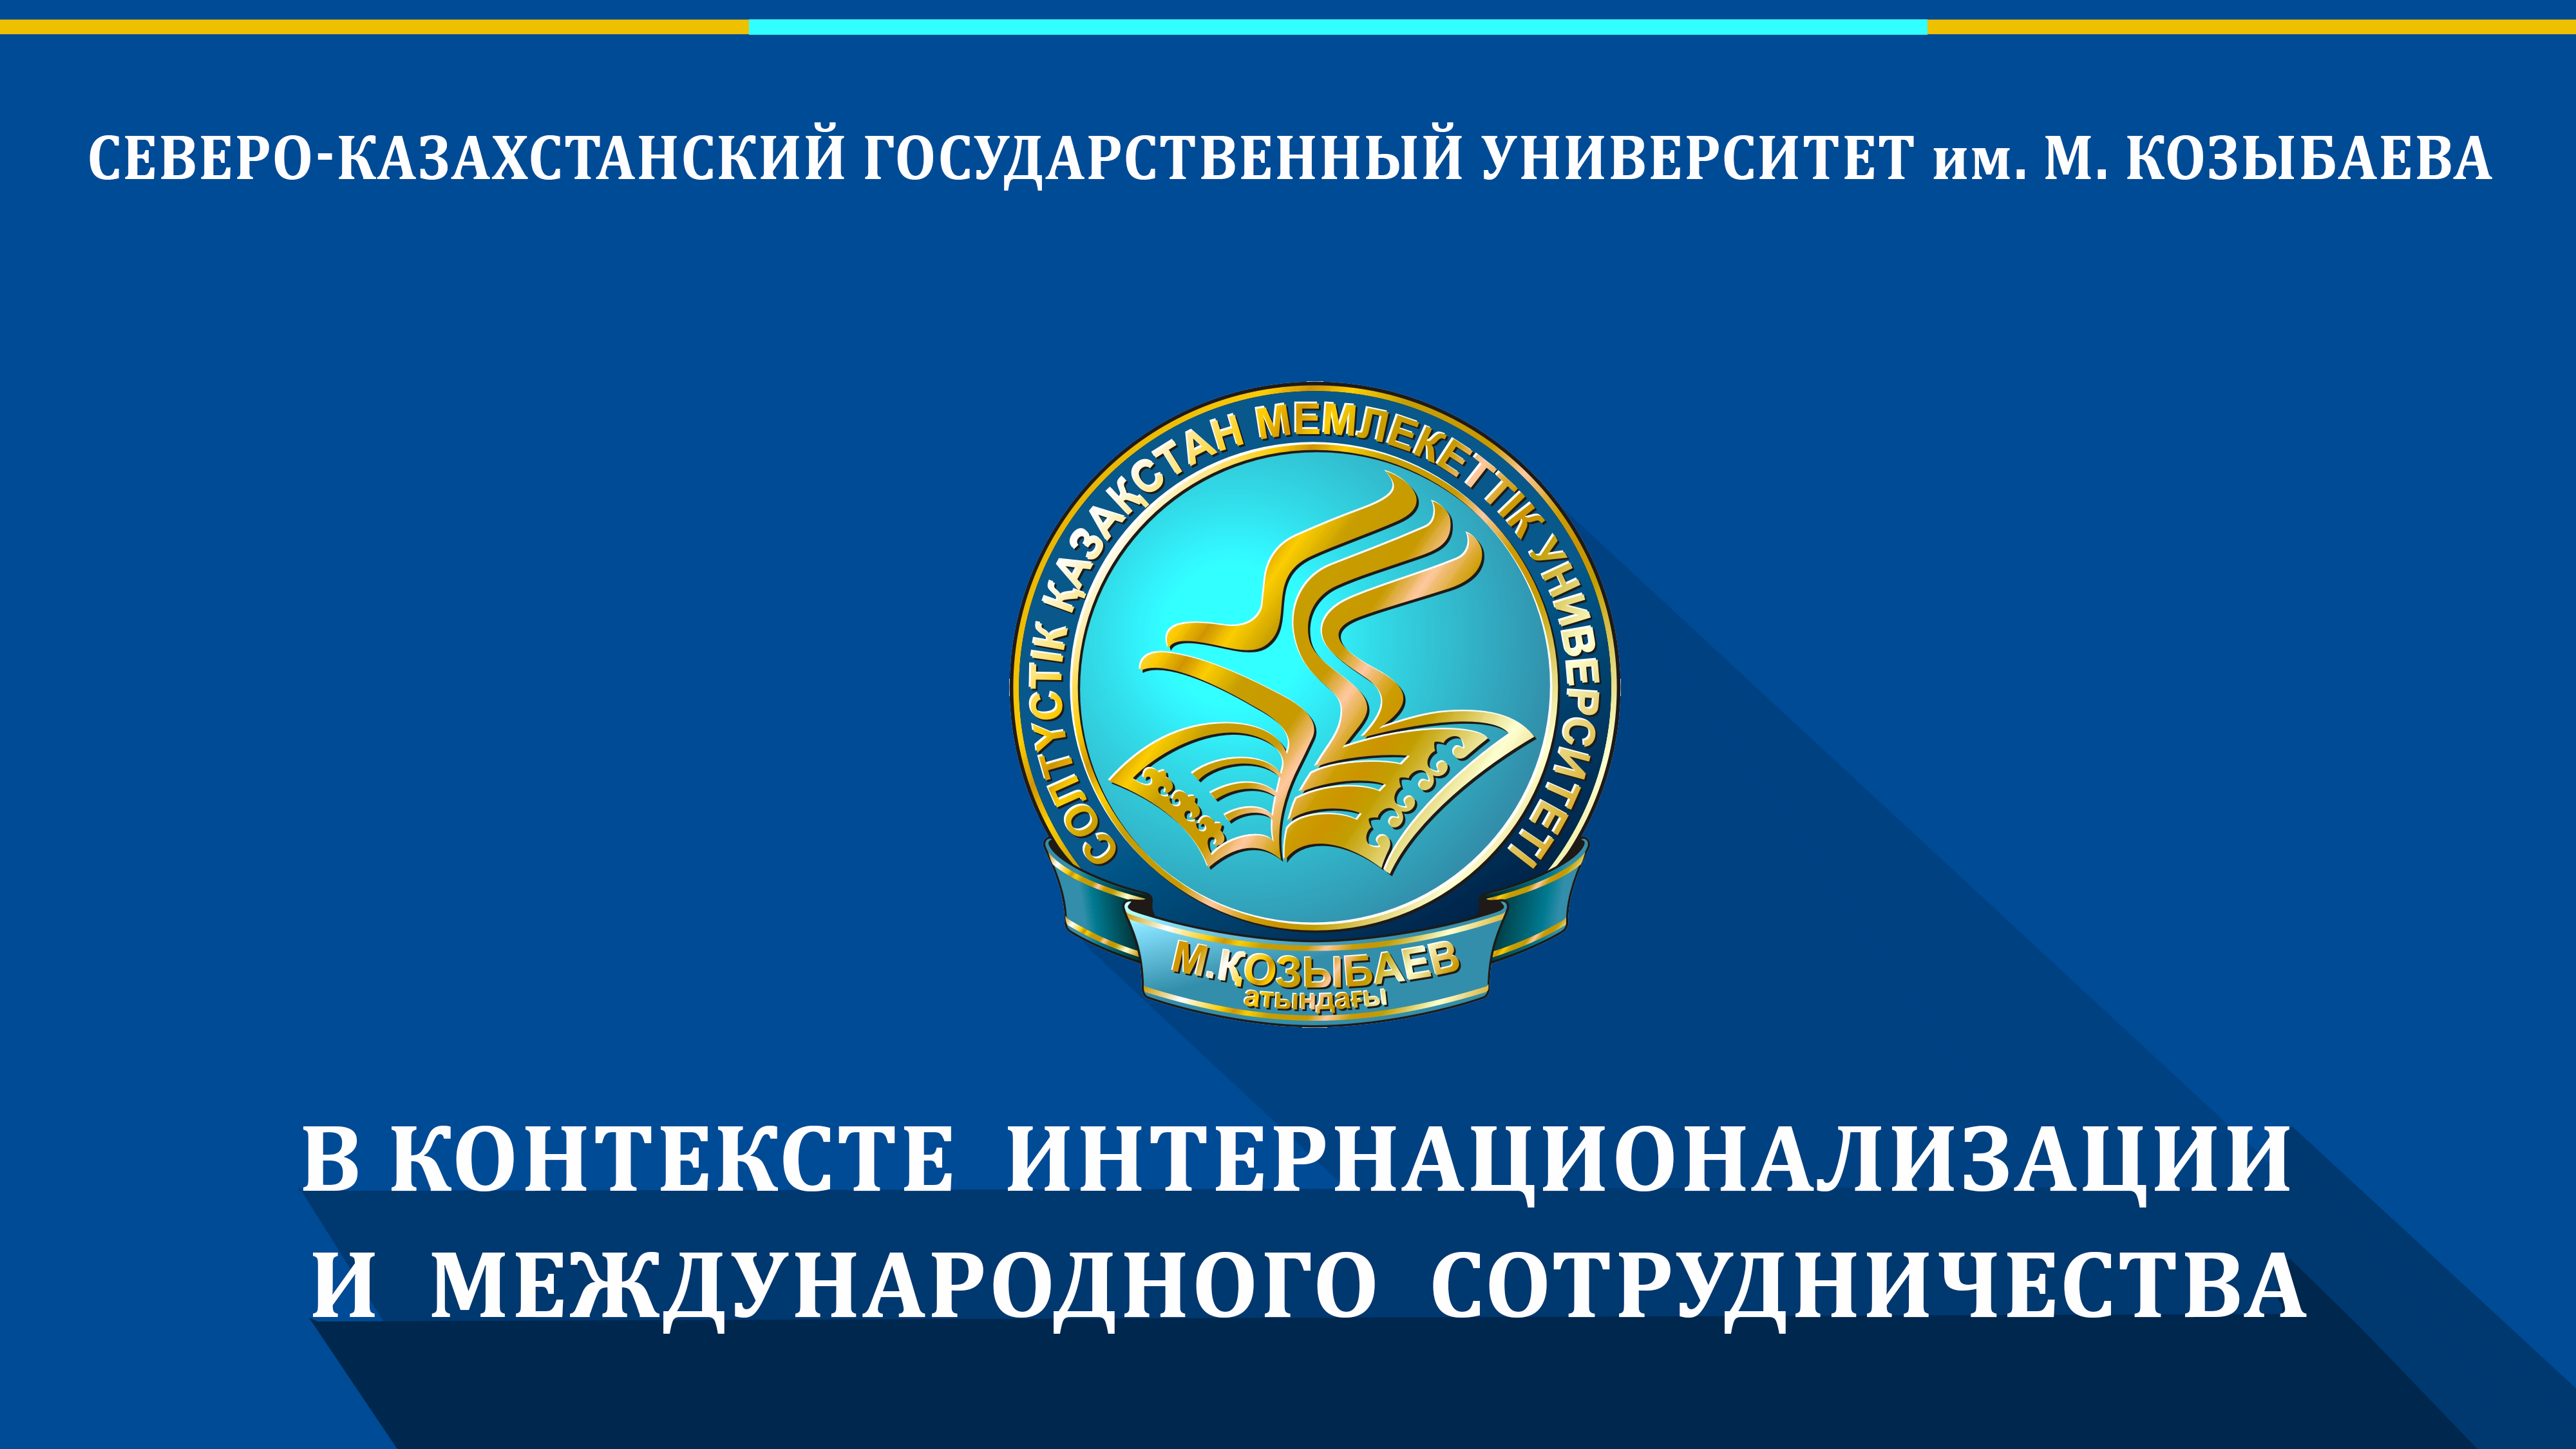 СЕВЕРО-КАЗАХСТАНСКИЙ ГОСУДАРСТВЕННЫЙ УНИВЕРСИТЕТ им. М. КОЗЫБАЕВА
СОЛТҮСТІК ҚАЗАҚСТАН МЕМЛЕКЕТТІК УНИВЕРСИТЕТІ
М.ҚОЗЫБАЕВ
атындағы
В КОНТЕКСТЕ ИНТЕРНАЦИОНАЛИЗАЦИИ
И МЕЖДУНАРОДНОГО СОТРУДНИЧЕСТВА